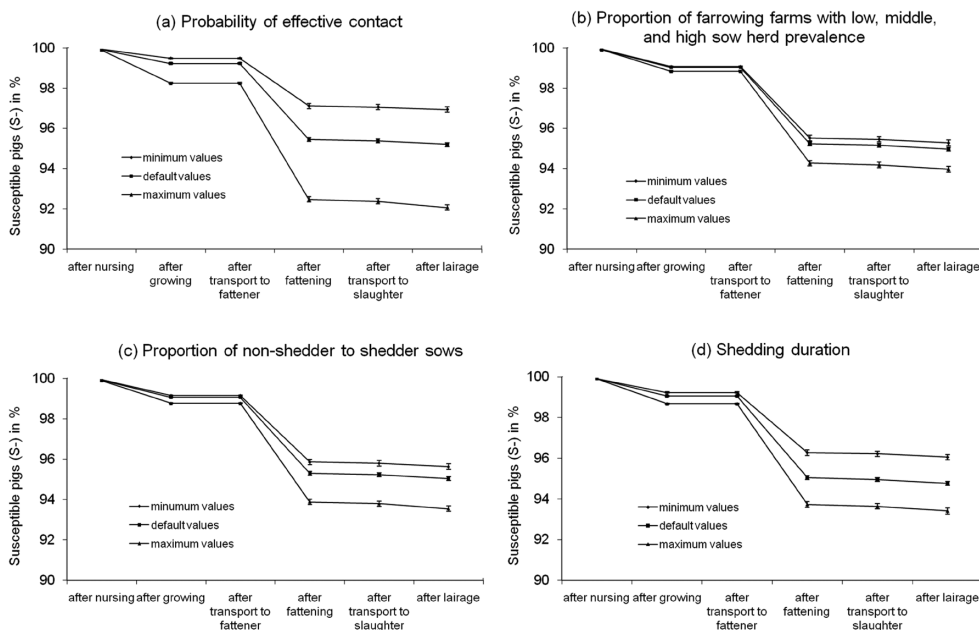 (a) Probability of effective contact
Susceptible pigs (S-) in %
100
98
96
94
92
90
minimum values
default values
maximum values
after nursing
after
growing
after
transport to
fattener
after
fattening
after
transport to
slaughter
after lairage
(b) Proportion of farrowing farms with low, middle,
and high sow herd prevalence
Susceptible pigs (S-) in %
100
98
96
94
92
90
minimum values
default values
maximum values
after nursing
after growing
after
transport to
fattener
after
fattening
after
transport to
slaughter
after lairage
(c) Proportion of non-shedder to shedder sows
Susceptible pigs (S-) in %
100
98
96
94
92
90
minumum values
default values
maximum values
after nursing
after growing
after
transport to
fattener
after
fattening
after
transport to
slaughter
after lairage
(d) Shedding duration
Susceptible pigs (S-) in %
100
98
96
94
92
90
minimum values
default values
maximum values
after nursing
after growing
after
transport to
fattener
after
fattening
after
transport to
slaughter
after lairage